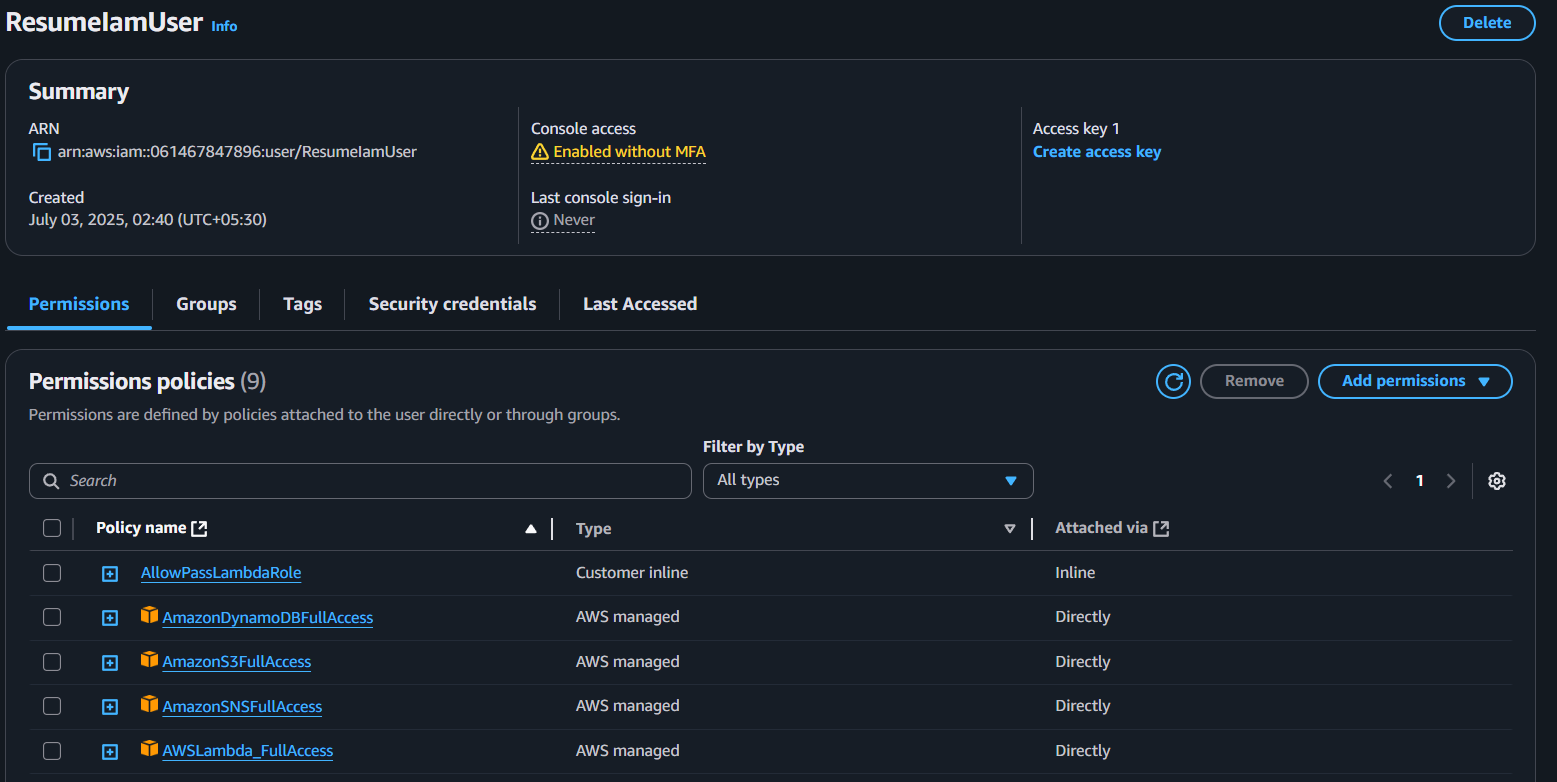 ResumeIamUser Info
Delete
Summary
ARN
arn:aws:iam::061467847896:user/ResumeIamUser
Created
July 03, 2025, 02:40 (UTC+05:30)
Console access
Enabled without MFA
Last console sign-in
Never
Access key 1
Create access key
Permissions Groups Tags Security credentials Last Accessed
Permissions policies (9)
Permissions are defined by policies attached to the user directly or through groups.
Remove
Add permissions
Filter by Type
Search
All types
1
Policy name Type Attached via
AllowPassLambdaRole Customer inline Inline
AmazonDynamoDBFullAccess AWS managed Directly
AmazonS3FullAccess AWS managed Directly
AmazonSNSFullAccess AWS managed Directly
AWSLambda_FullAccess AWS managed Directly